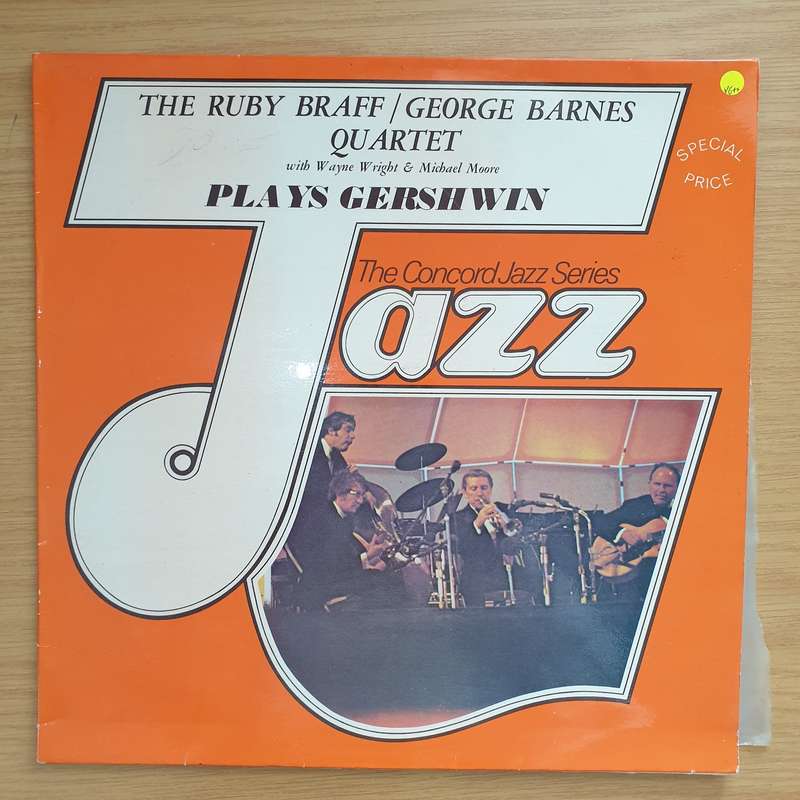 VG++
THE RUBY BRAFF / GEORGE BARNES
QUARTET
with Wayne Wright & Michael Moore
PLAYS GERSHWIN
SPECIAL
PRICE
The Concord Jazz Series
Jazz